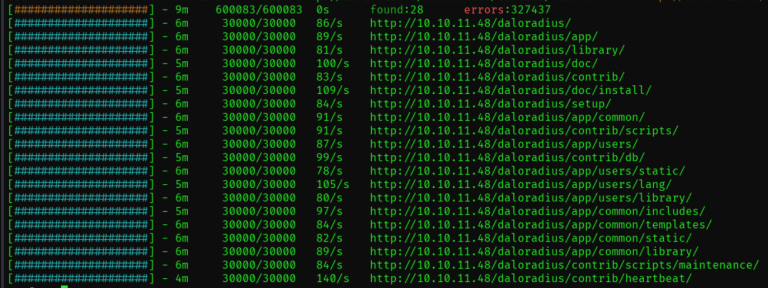 [####################] - 9m    600083/600083  0s      found:28      errors:327437
[####################] - 6m     30000/30000   86/s    http://10.10.11.48/daloradius/
[####################] - 6m     30000/30000   89/s    http://10.10.11.48/daloradius/app/
[####################] - 6m     30000/30000   81/s    http://10.10.11.48/daloradius/library/
[####################] - 5m     30000/30000   100/s   http://10.10.11.48/daloradius/doc/
[####################] - 6m     30000/30000   83/s    http://10.10.11.48/daloradius/contrib/
[####################] - 5m     30000/30000   109/s   http://10.10.11.48/daloradius/doc/install/
[####################] - 6m     30000/30000   84/s    http://10.10.11.48/daloradius/setup/
[####################] - 6m     30000/30000   91/s    http://10.10.11.48/daloradius/app/common/
[####################] - 5m     30000/30000   91/s    http://10.10.11.48/daloradius/contrib/scripts/
[####################] - 6m     30000/30000   87/s    http://10.10.11.48/daloradius/app/users/
[####################] - 5m     30000/30000   99/s    http://10.10.11.48/daloradius/contrib/db/
[####################] - 6m     30000/30000   78/s    http://10.10.11.48/daloradius/app/users/static/
[####################] - 5m     30000/30000   105/s   http://10.10.11.48/daloradius/app/users/lang/
[####################] - 6m     30000/30000   80/s    http://10.10.11.48/daloradius/app/users/library/
[####################] - 5m     30000/30000   97/s    http://10.10.11.48/daloradius/app/common/includes/
[####################] - 6m     30000/30000   84/s    http://10.10.11.48/daloradius/app/common/templates/
[####################] - 6m     30000/30000   82/s    http://10.10.11.48/daloradius/app/common/static/
[####################] - 6m     30000/30000   89/s    http://10.10.11.48/daloradius/app/common/library/
[####################] - 6m     30000/30000   84/s    http://10.10.11.48/daloradius/contrib/scripts/maintenance/
[####################] - 4m     30000/30000   140/s   http://10.10.11.48/daloradius/contrib/heartbeat/